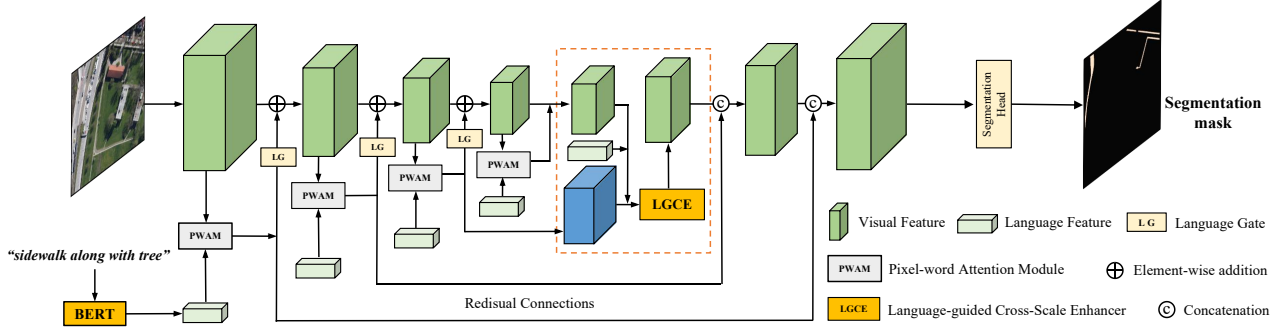 LG
LG
LG
PWAM
PWAM
PWAM
PWAM
LGCE
C
C
Segmentation
Head
Segmentation
mask
"sidewalk along with tree"
BERT
Redisual Connections
Visual Feature
Language Feature
L G
Language Gate
PWAM
Pixel-word Attention Module
Element-wise addition
LGCE
Language-guided Cross-Scale Enhancer
C
Concatenation